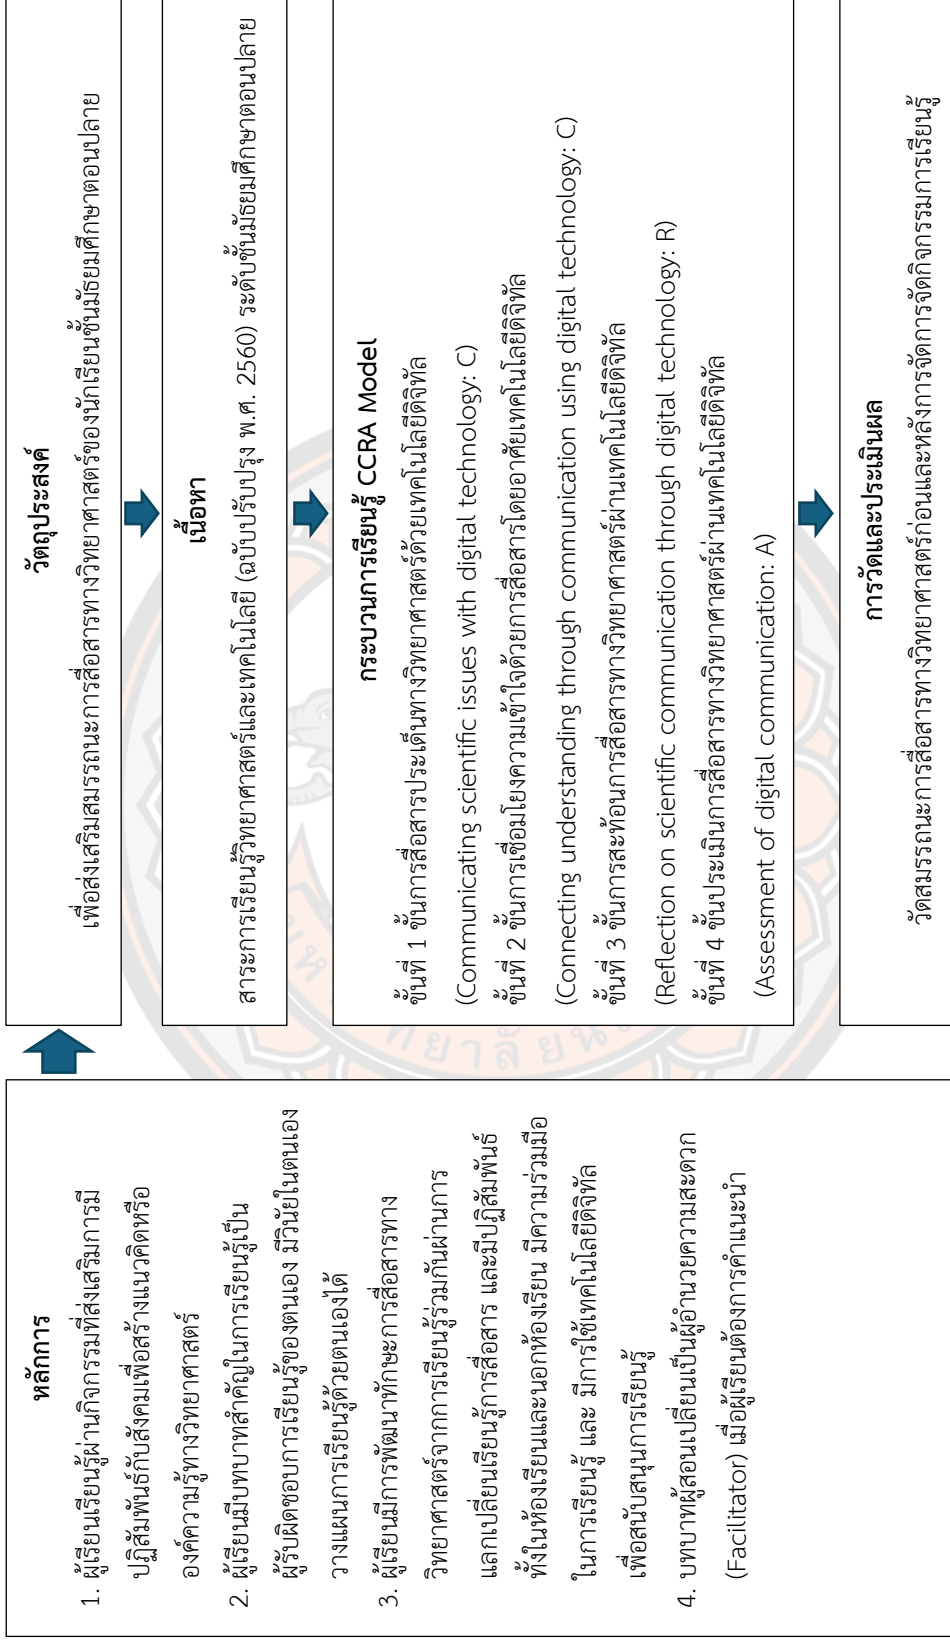 หลักการ
1. ผู้เรียนเรียนรู้ผ่านกิจกรรมที่ส่งเสริมการมี
ปฏิสัมพันธ์กับสังคมเพื่อสร้างแนวคิดหรือ
องค์ความรู้ทางวิทยาศาสตร์
2. ผู้เรียนมีบทบาทสำคัญในการเรียนรู้เป็น
ผู้รับผิดชอบการเรียนรู้ของตนเอง มีวินัยในตนเอง
วางแผนการเรียนรู้ด้วยตนเองได้
3. ผู้เรียนมีการพัฒนาทักษะการสื่อสารทาง
วิทยาศาสตร์จากการเรียนรู้ร่วมกันผ่านการ
แลกเปลี่ยนเรียนรู้การสื่อสาร และมีปฏิสัมพันธ์
ทั้งในห้องเรียนและนอกห้องเรียน มีความร่วมมือ
ในการเรียนรู้ และ มีการใช้เทคโนโลยีดิจิทัล
เพื่อสนับสนุนการเรียนรู้
4. บทบาทผู้สอนเปลี่ยนเป็นผู้อำนวยความสะดวก
(Facilitator) เมื่อผู้เรียนต้องการคำแนะนำ
วัตถุประสงค์
เพื่อส่งเสริมสมรรถนะการสื่อสารทางวิทยาศาสตร์ของนักเรียนชั้นมัธยมศึกษาตอนปลาย
เนื้อหา
สาระการเรียนรู้วิทยาศาสตร์และเทคโนโลยี (ฉบับปรับปรุง พ.ศ. 2560) ระดับชั้นมัธยมศึกษาตอนปลาย
กระบวนการเรียนรู้ CCRA Model
ขั้นที่ 1 ขั้นการสื่อสารประเด็นทางวิทยาศาสตร์ด้วยเทคโนโลยีดิจิทัล
(Communicating scientific issues with digital technology: C)
ขั้นที่ 2 ขั้นการเชื่อมโยงความเข้าใจด้วยการสื่อสารโดยอาศัยเทคโนโลยีดิจิทัล
(Connecting understanding through communication using digital technology: C)
ขั้นที่ 3 ขั้นการสะท้อนการสื่อสารทางวิทยาศาสตร์ผ่านเทคโนโลยีดิจิทัล
(Reflection on scientific communication through digital technology: R)
ขั้นที่ 4 ขั้นประเมินการสื่อสารทางวิทยาศาสตร์ผ่านเทคโนโลยีดิจิทัล
(Assessment of digital communication: A)
การวัดและประเมินผล
วัดสมรรถนะการสื่อสารทางวิทยาศาสตร์ก่อนและหลังการจัดการจัดกิจกรรมการเรียนรู้